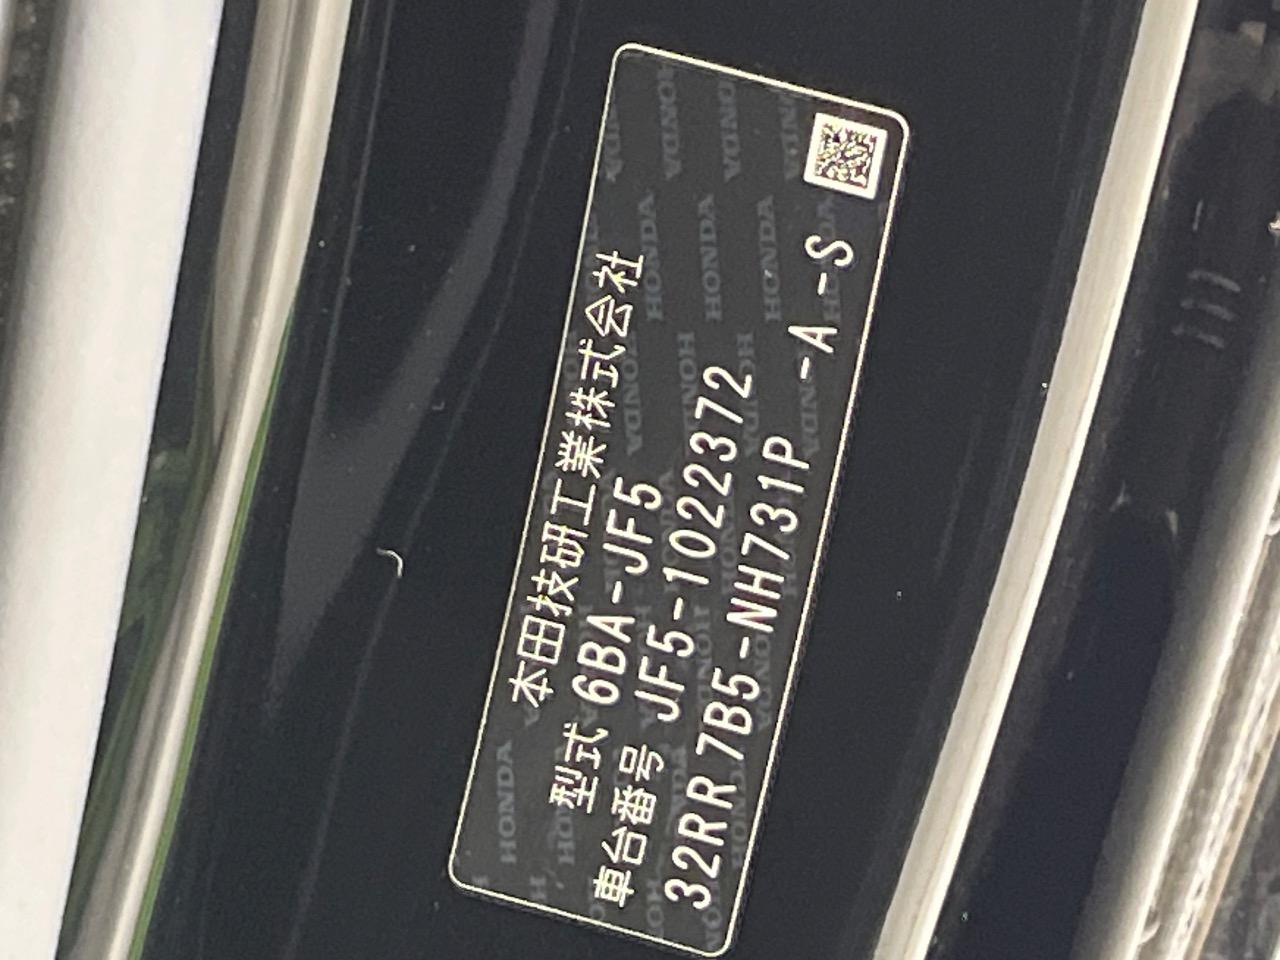 本田技研工業株式会社
型式 6BA-JF5
車台番号 JF5-1022372
32RR 7B5-NH731P -A -S